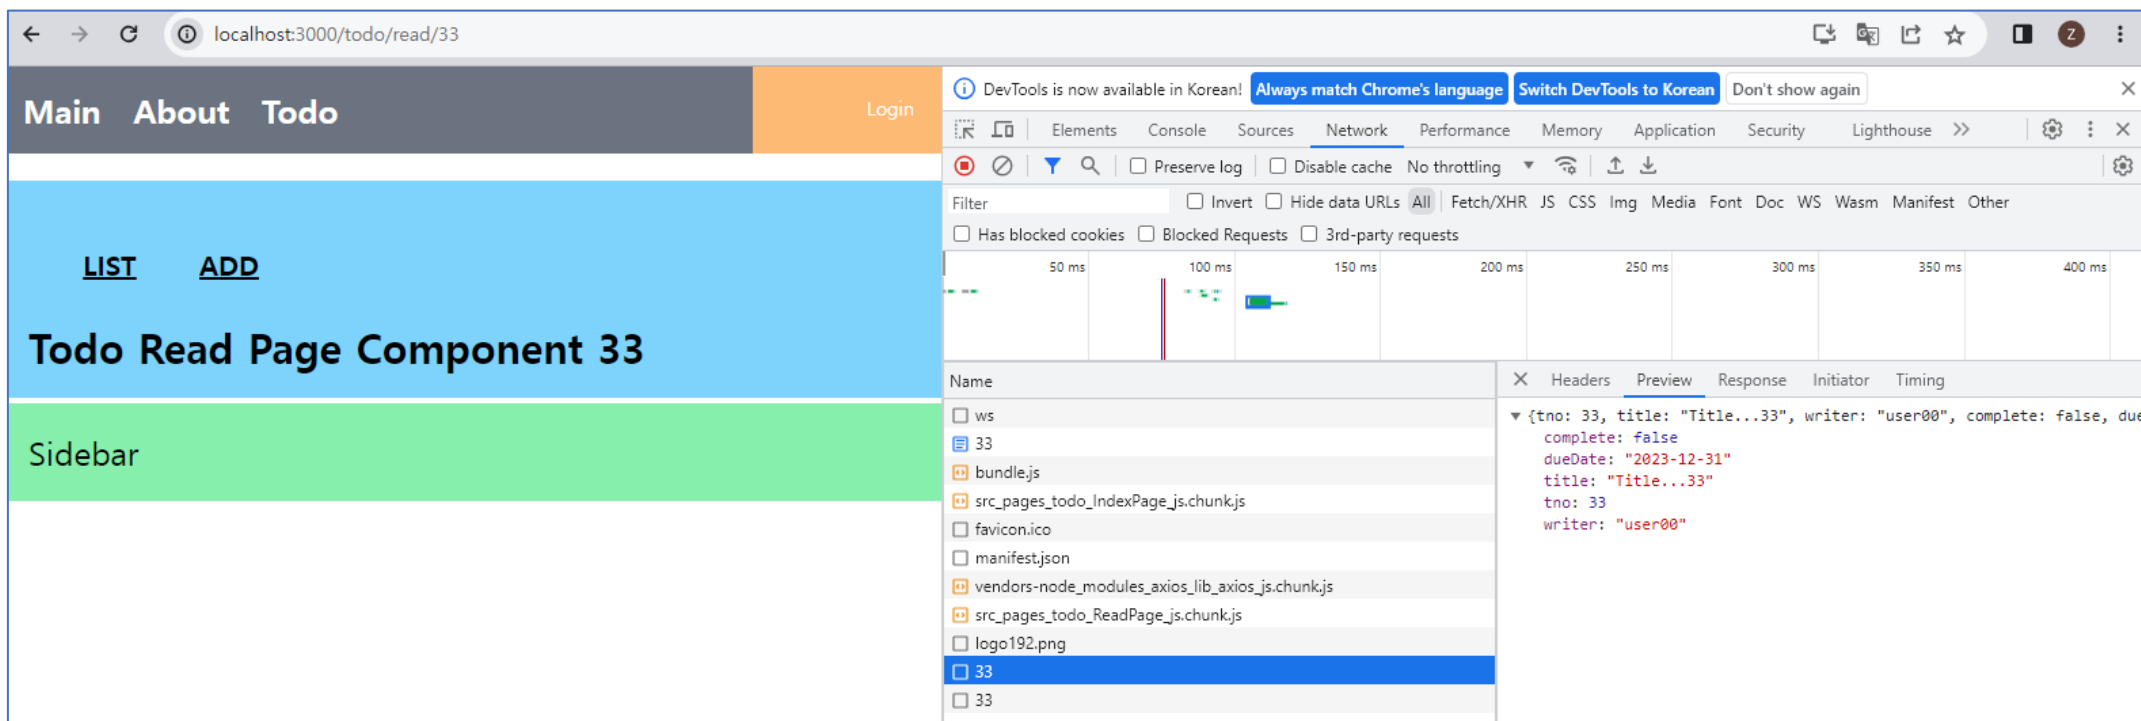 localhost:3000/todo/read/33
Z
Main About Todo
Login
LIST ADD
Todo Read Page Component 33
Sidebar
DevTools is now available in Korean! Always match Chrome's language Switch DevTools to Korean Don't show again
Elements Console Sources Network Performance Memory Application Security Lighthouse
Preserve log Disable cache No throttling
Filter Invert Hide data URLs All Fetch/XHR JS CSS Img Media Font Doc WS Wasm Manifest Other
Has blocked cookies Blocked Requests 3rd-party requests
50 ms 100 ms 150 ms 200 ms 250 ms 300 ms 350 ms 400 ms
Name
ws
33
bundle.js
src_pages_todo_IndexPage_js.chunk.js
favicon.ico
manifest.json
vendors-node_modules_axios_lib_axios_js.chunk.js
src_pages_todo_ReadPage_js.chunk.js
logo192.png
33
33
Headers Preview Response Initiator Timing
{tno: 33, title: "Title...33", writer: "user00", complete: false, due
complete: false
dueDate: "2023-12-31"
title: "Title...33"
tno: 33
writer: "user00"